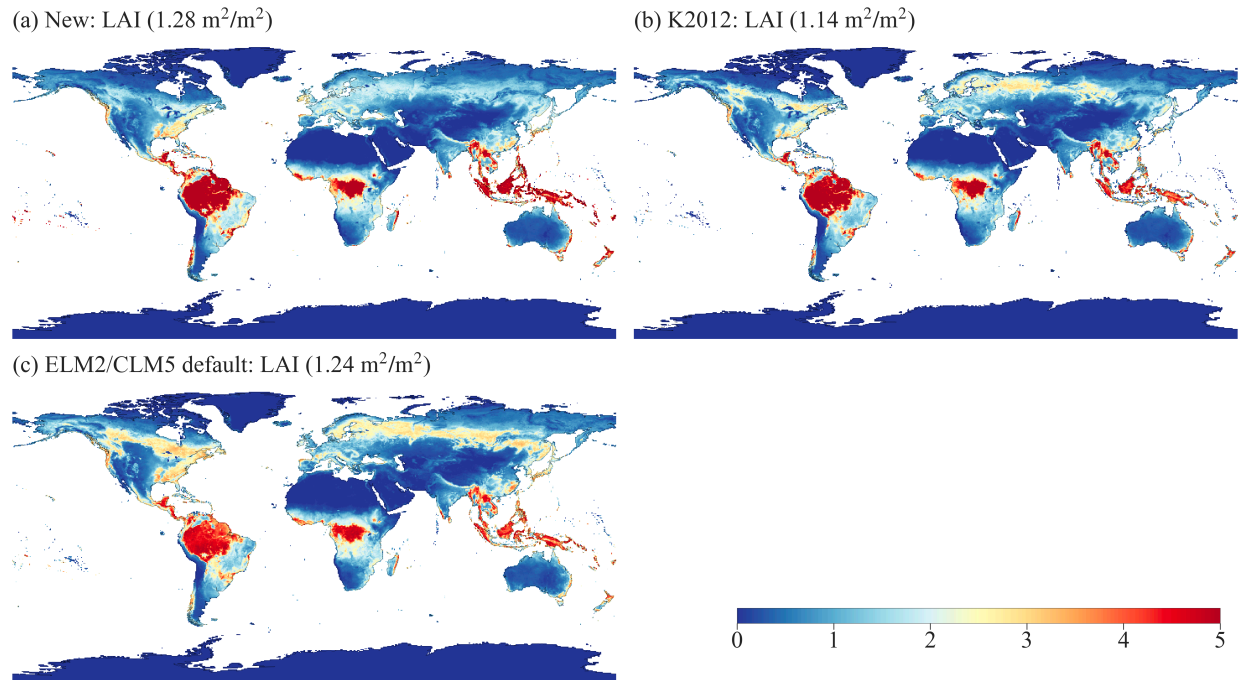 (a) New: LAI (1.28 m²/m²)
(b) K2012: LAI (1.14 m²/m²)
(c) ELM2/CLM5 default: LAI (1.24 m²/m²)
0 1 2 3 4 5